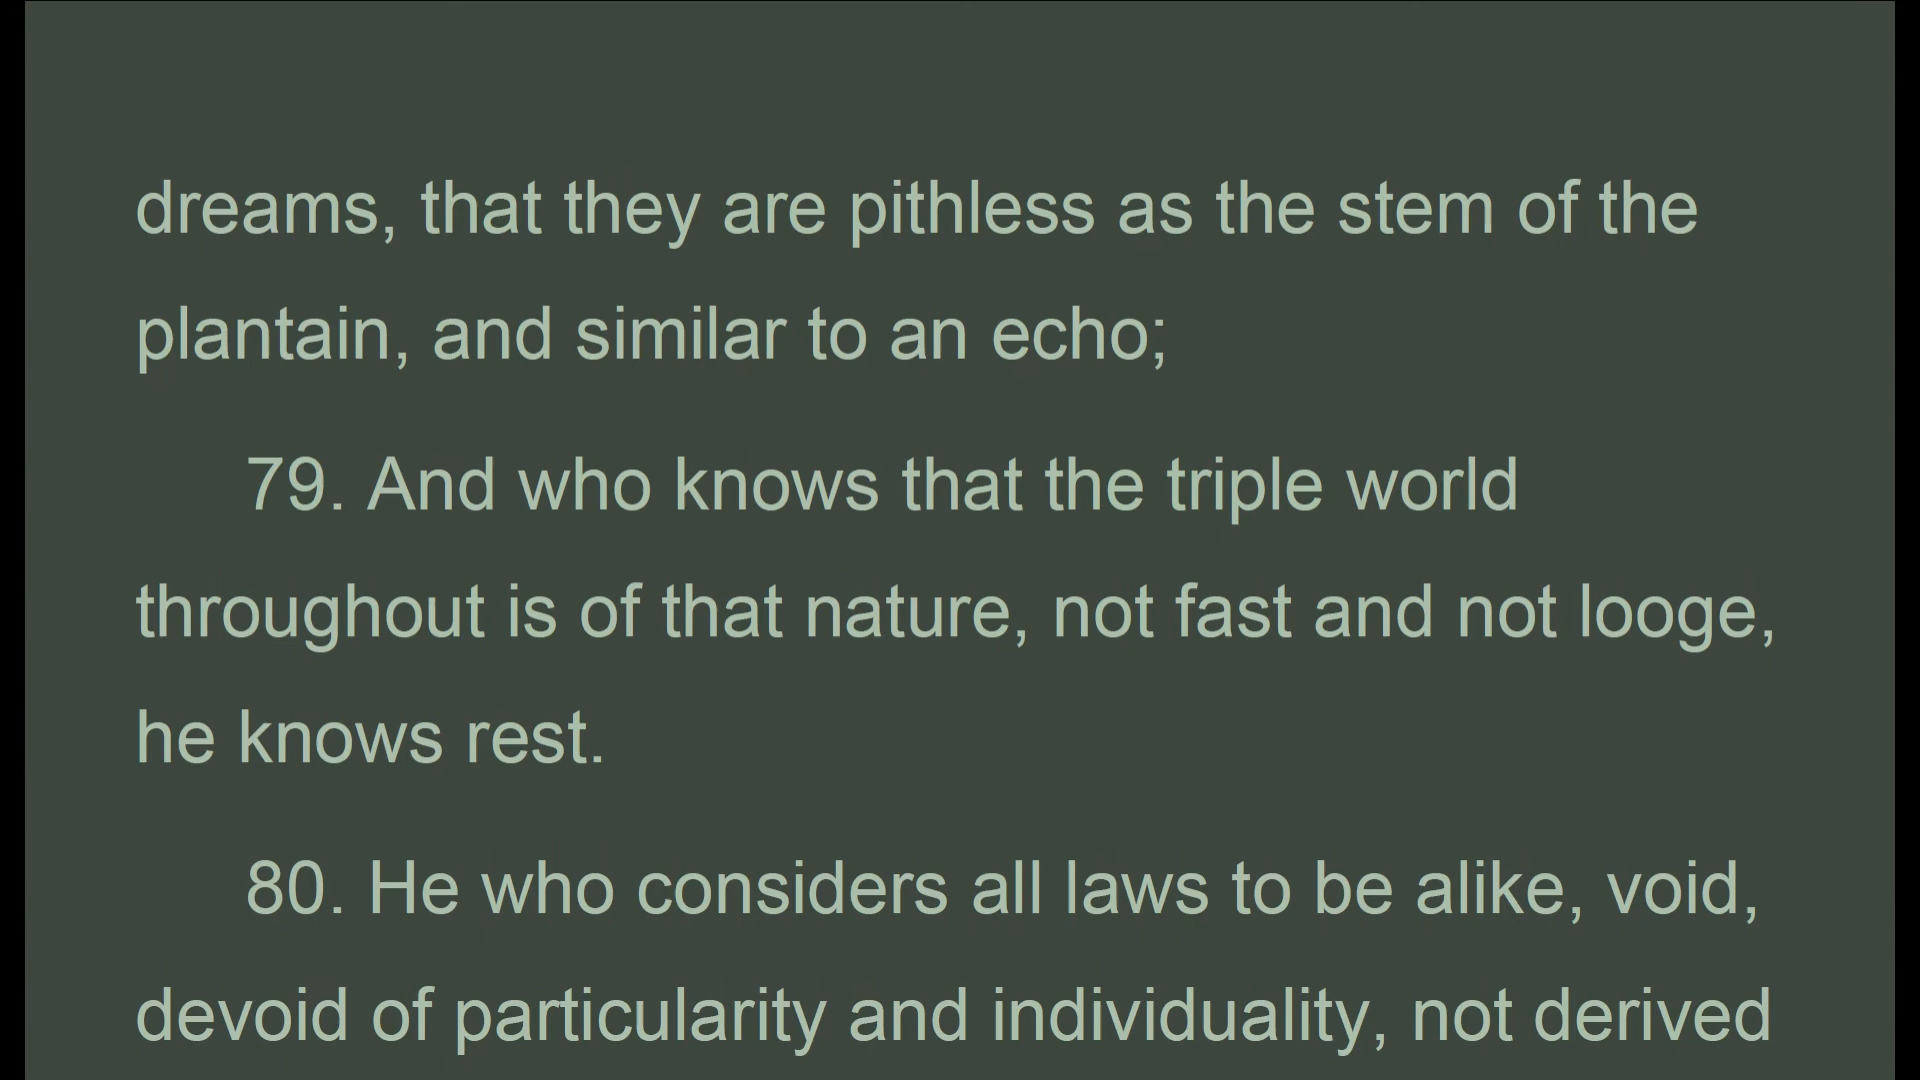 dreams, that they are pithless as the stem of the
plantain, and similar to an echo;
79. And who knows that the triple world
throughout is of that nature, not fast and not looge,
he knows rest.
80. He who considers all laws to be alike, void,
devoid of particularity and individuality, not derived